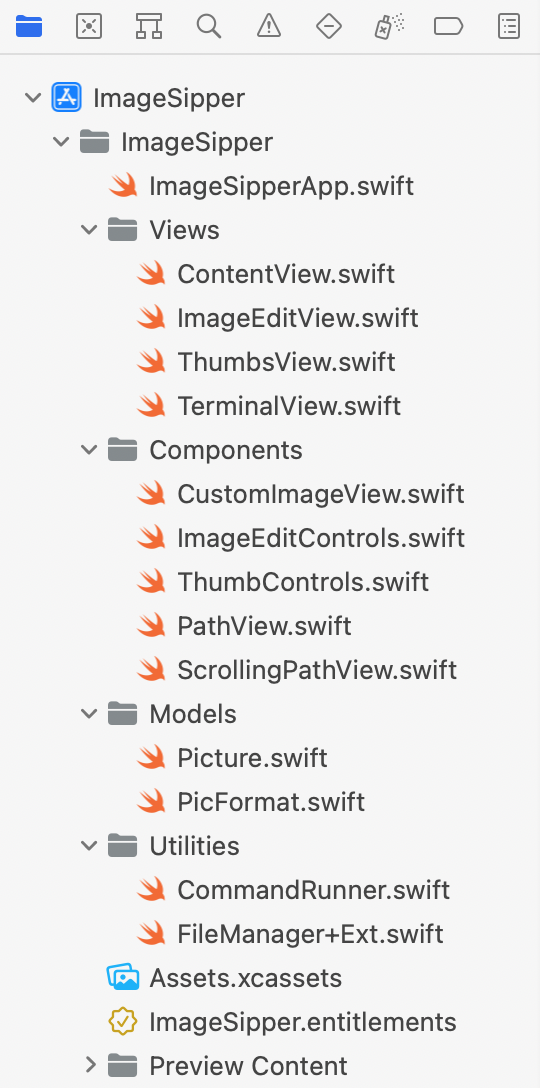 ImageSipper
ImageSipper
ImageSipperApp.swift
Views
ContentView.swift
ImageEditView.swift
ThumbsView.swift
TerminalView.swift
Components
CustomImageView.swift
ImageEditControls.swift
ThumbControls.swift
PathView.swift
ScrollingPathView.swift
Models
Picture.swift
PicFormat.swift
Utilities
CommandRunner.swift
FileManager+Ext.swift
Assets.xcassets
ImageSipper.entitlements
Preview Content